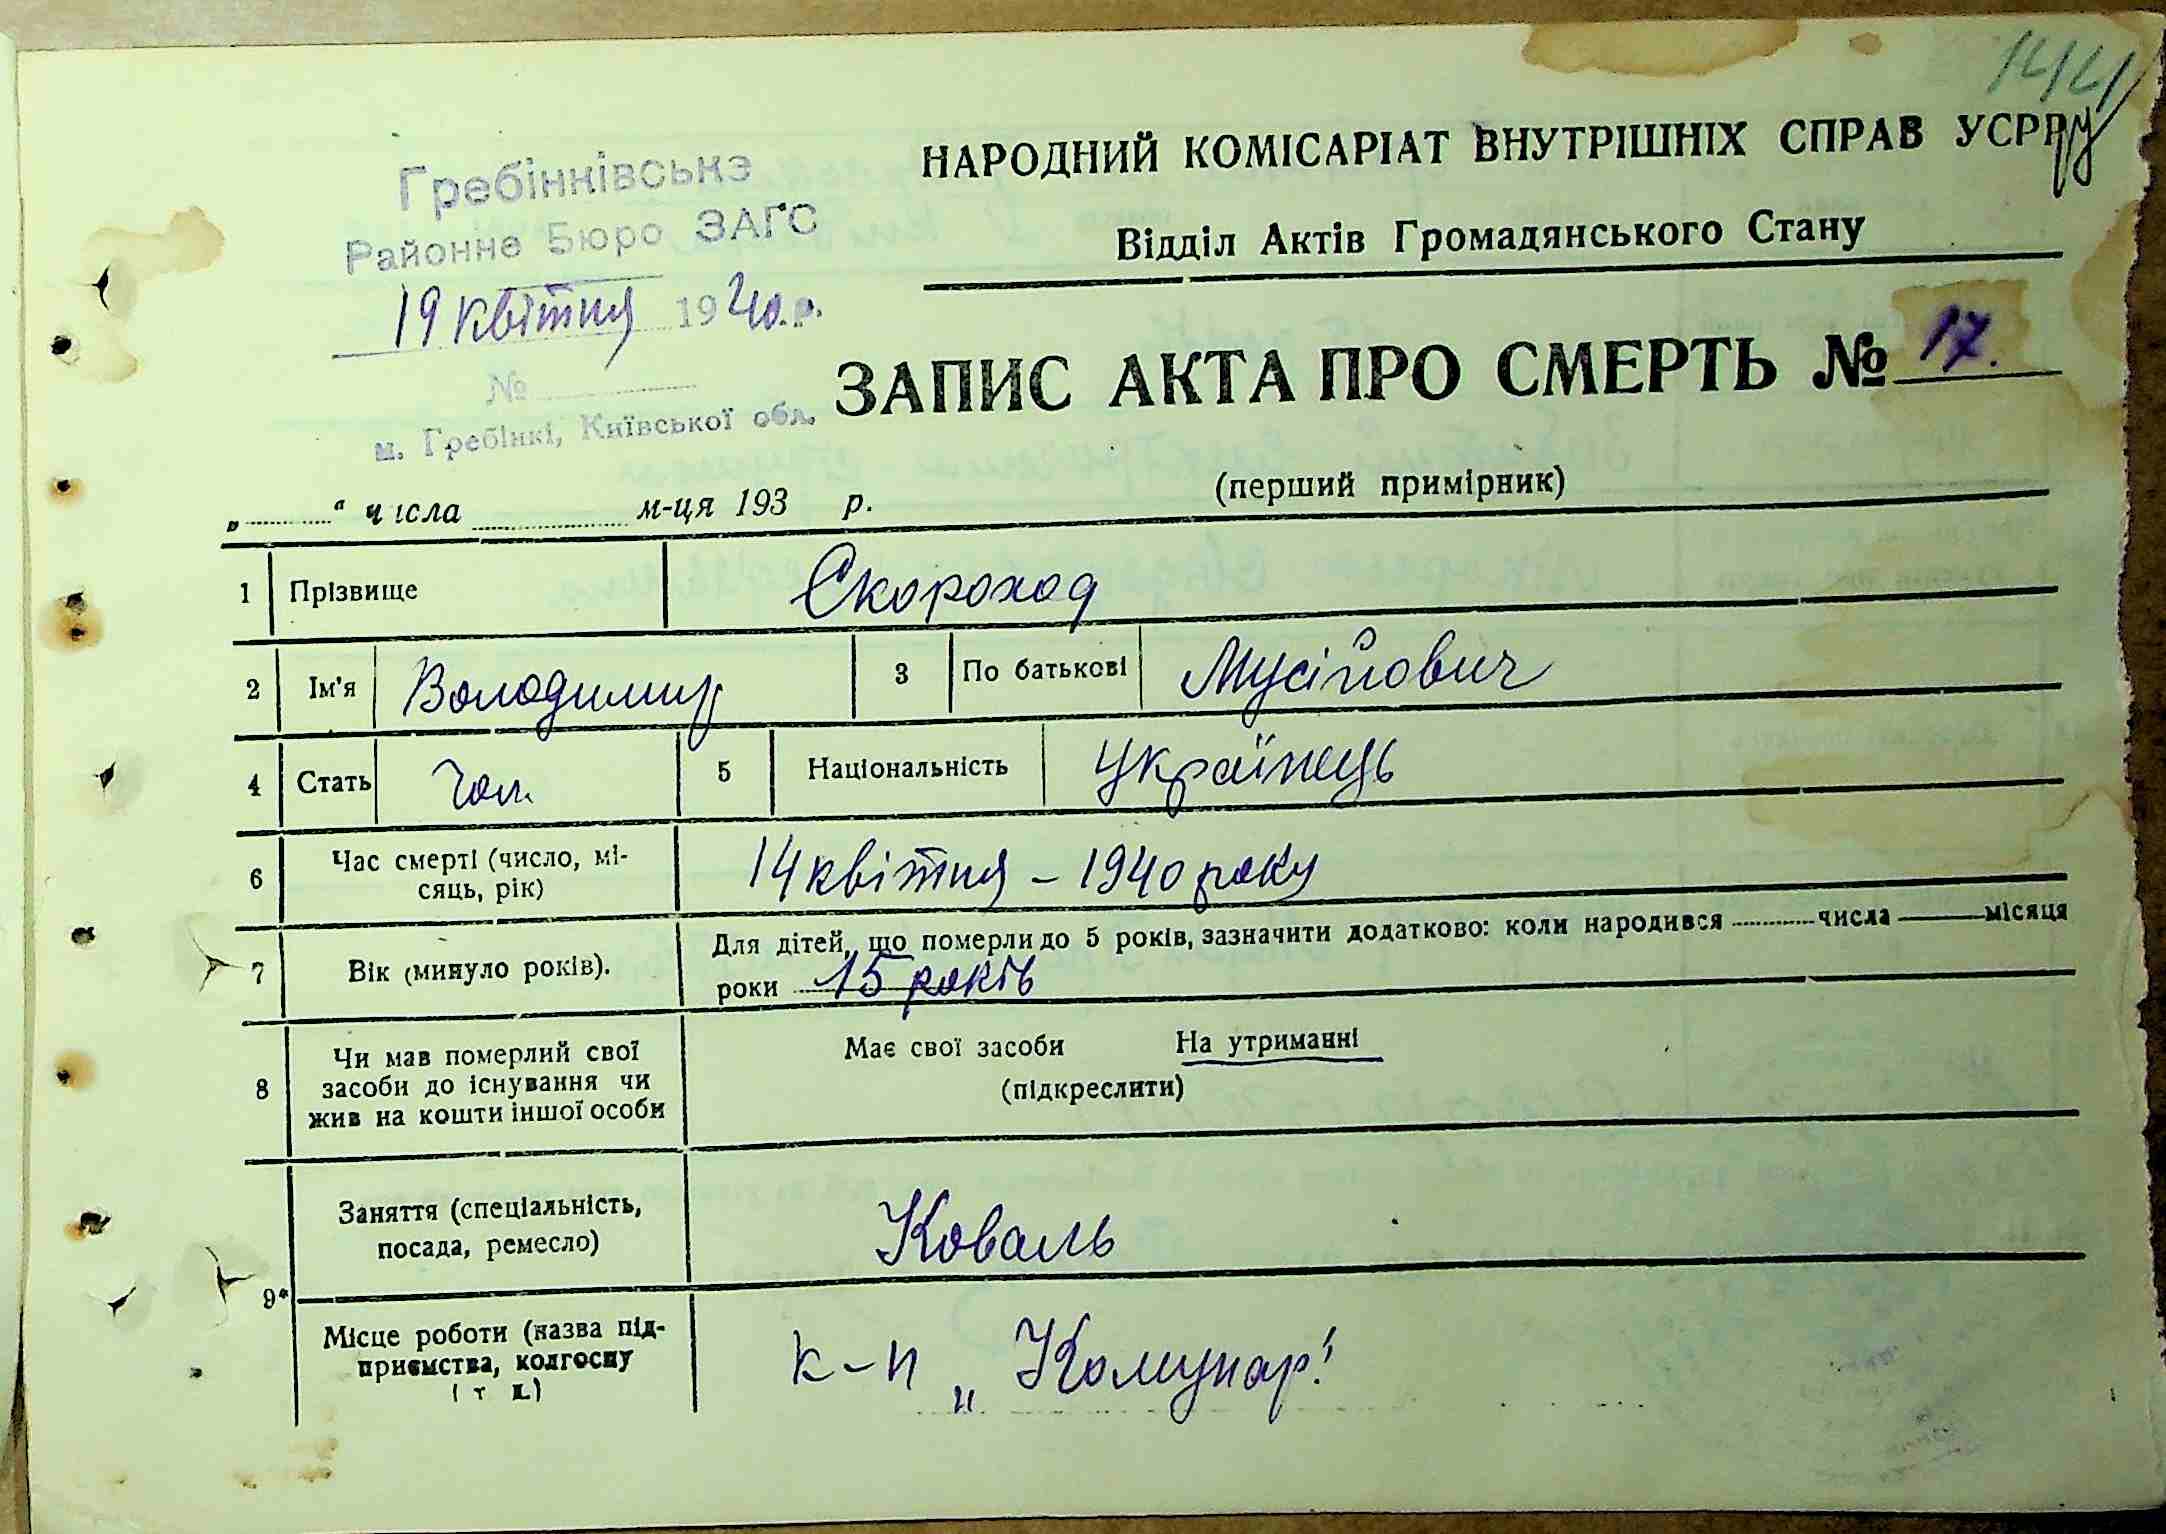 144
НАРОДНИЙ КОМІСАРІАТ ВНУТРІШНІХ СПРАВ УСРР
Відділ Актів Громадянського Стану
Гребінківське
Районне Бюро ЗАГС
19 квітня 1940.р.
№
м. Гребінкі, Київської обл.
ЗАПИС АКТА ПРО СМЕРТЬ № 17.
(перший примірник)
„ “ числа м-ця 193 р.
1 Прізвище Скороход
2 Ім'я Володимир 3 По батькові Мусійович
4 Стать Чол. 5 Національність Українець
6 Час смерті (число, мі-
сяць, рік) 14 квітня – 1940 року
7 Вік (минуло років).
Для дітей, що померли до 5 років, зазначити додатково: коли народився числа місяця
роки 15 років
8 Чи мав померлий свої
засоби до існування чи
жив на кошти іншої особи
Має свої засоби На утриманні
(підкреслити)
9* Заняття (спеціальність,
посада, ремесло) Коваль
Місце роботи (назва під-
приємства, колгоспу
( т д.) к-п „Комунар"